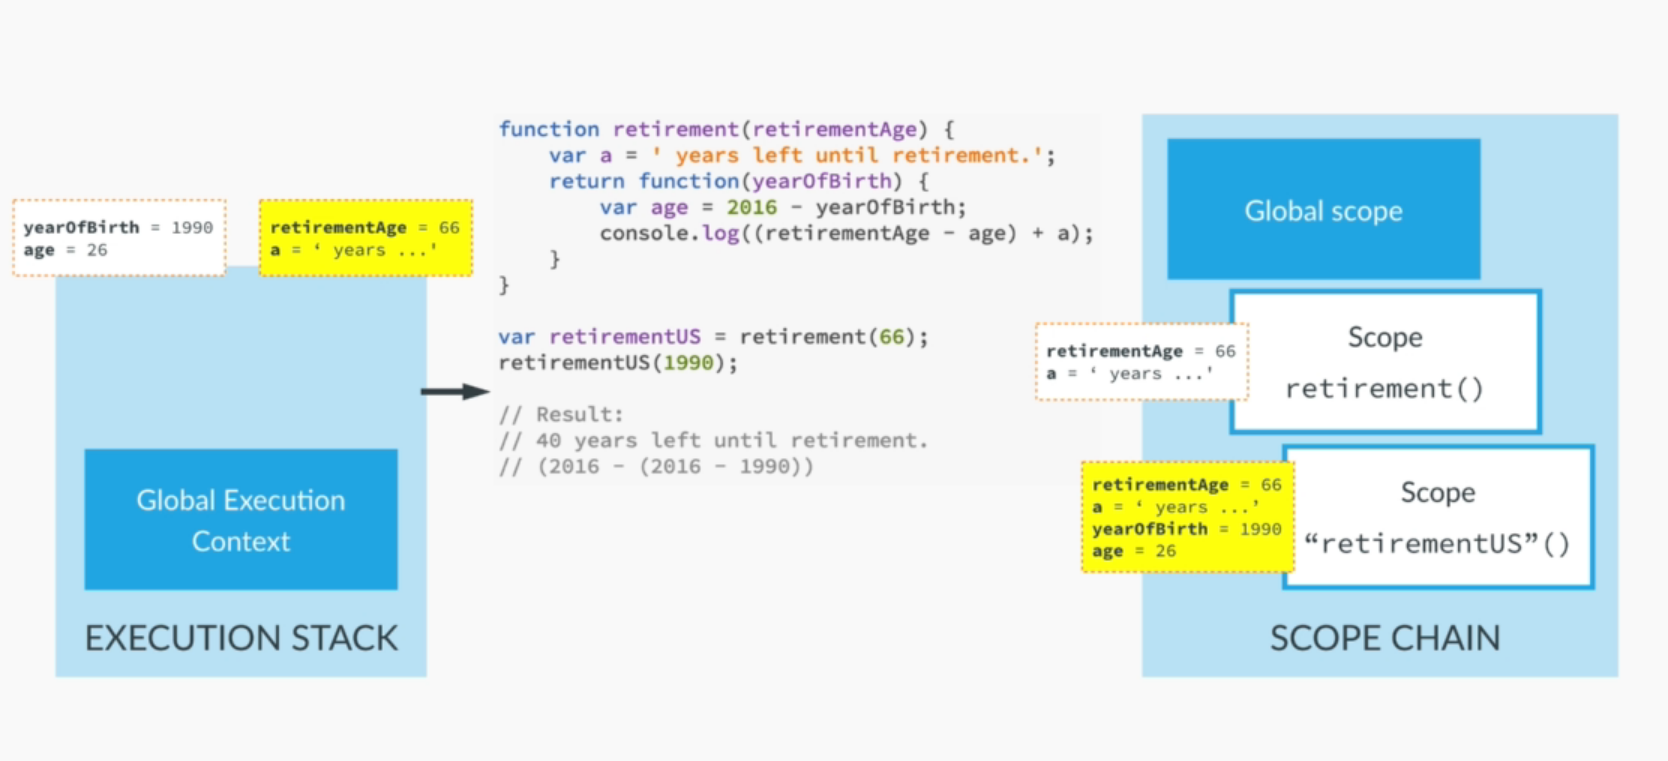 yearOfBirth = 1990
age = 26
retirementAge = 66
a = ‘ years ...'
Global Execution
Context
EXECUTION STACK
function retirement(retirementAge) {
    var a = ' years left until retirement.';
    return function(yearOfBirth) {
        var age = 2016 - yearOfBirth;
        console.log((retirementAge - age) + a);
    }
}
var retirementUS = retirement(66);
retirementUS(1990);
// Result:
// 40 years left until retirement.
// (2016 - (2016 - 1990))
Global scope
retirementAge = 66
a = ‘ years ...'
Scope
retirement()
retirementAge = 66
a = ‘ years ...’
yearOfBirth = 1990
age = 26
Scope
“retirementUS”()
SCOPE CHAIN